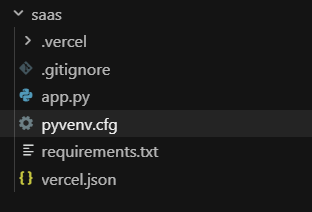 saas
.vercel
.gitignore
app.py
pyvenv.cfg
requirements.txt
vercel.json